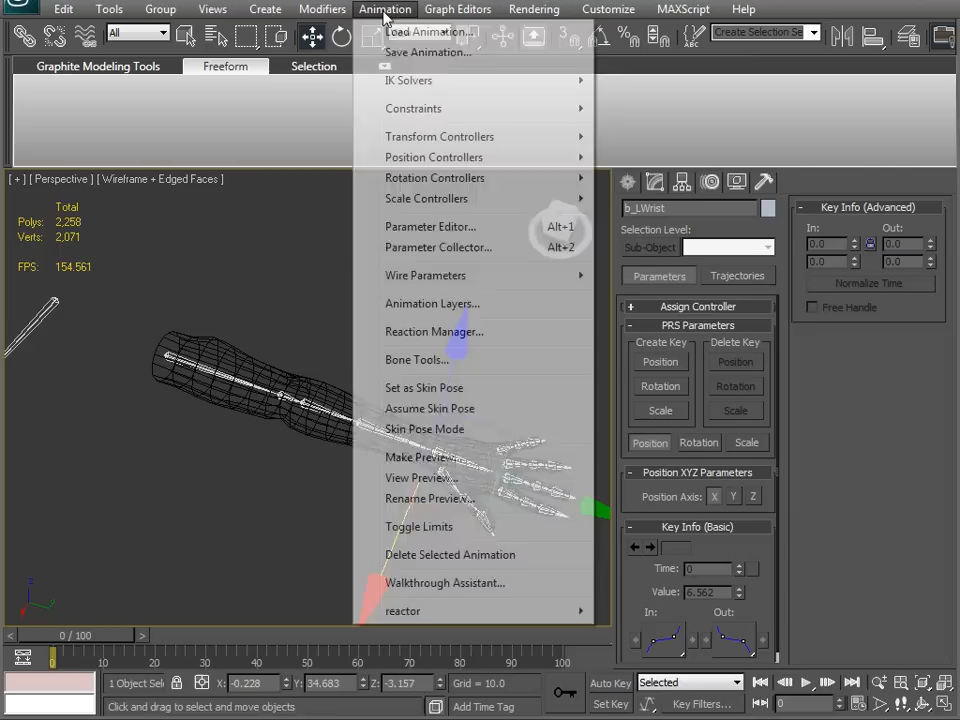 Edit Tools Group Views Create Modifiers Animation Graph Editors Rendering Customize MAXScript Help
All
Create Selection Se
Graphite Modeling Tools Freeform Selection
Load Animation...
Save Animation...
IK Solvers
Constraints
Transform Controllers
Position Controllers
Rotation Controllers
Scale Controllers
Parameter Editor... Alt+1
Parameter Collector... Alt+2
Wire Parameters
Animation Layers...
Reaction Manager...
Bone Tools...
Set as Skin Pose
Assume Skin Pose
Skin Pose Mode
Make Preview...
View Preview...
Rename Preview...
Toggle Limits
Delete Selected Animation
Walkthrough Assistant...
reactor
[ + ] [ Perspective ] [ Wireframe + Edged Faces ]
Total
Polys: 2,258
Verts: 2,071
FPS: 154.561
z
b_LWrist
Selection Level:
Sub-Object
Parameters Trajectories
+ Assign Controller
- PRS Parameters
Create Key Delete Key
Position Position
Rotation Rotation
Scale Scale
Position Rotation Scale
- Position XYZ Parameters
Position Axis: X Y Z
- Key Info (Basic)
Time: 0
Value: 6.562
In: Out:
- Key Info (Advanced)
In: Out:
0.0 0.0
0.0 0.0
Normalize Time
Free Handle
< 0 / 100 >
0 10 20 30 40 50 60 70 80 90 100
1 Object Sel X: -0.228 Y: 34.683 Z: -3.157 Grid = 10.0 Auto Key Selected
Click and drag to select and move objects Add Time Tag Set Key Key Filters... 0